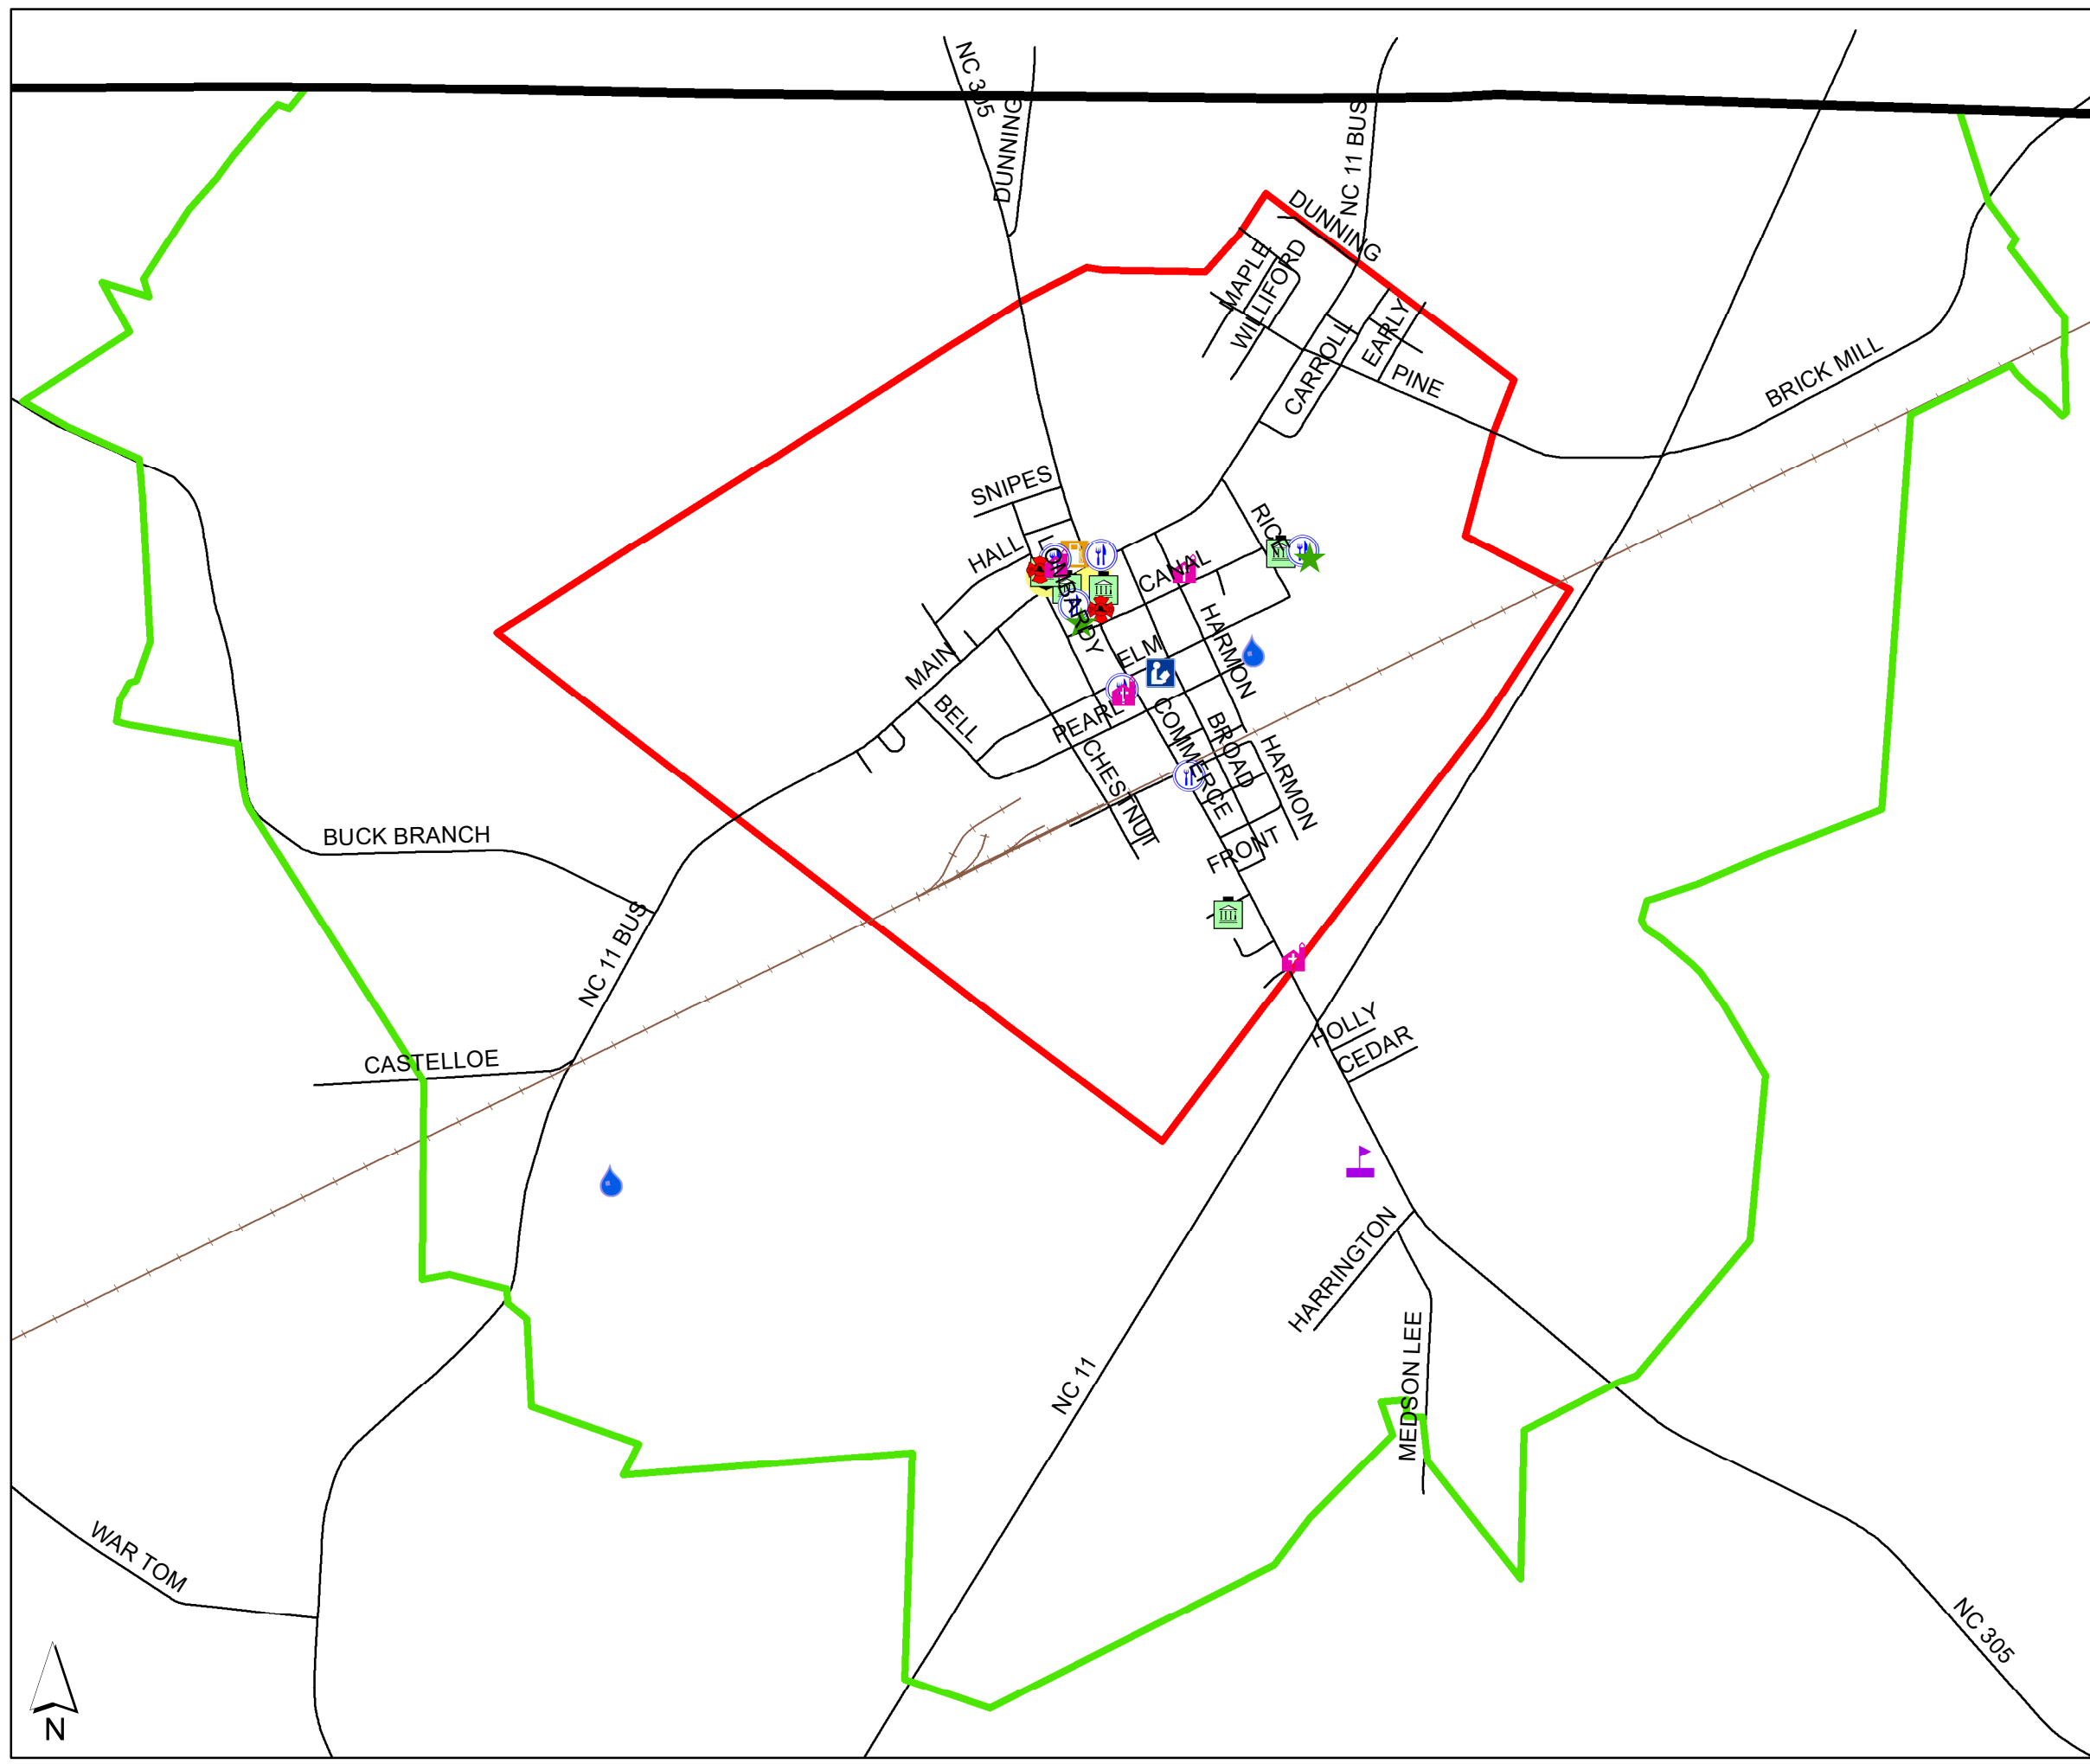 NC 305
DUNNING
NC 11 BUS
DUNNING
MAPLE
WILLIFORD
CARROLL
EARLY
PINE
BRICK MILL
SNIPES
HALL
RICE
LOMBARDY
CANAL
HARMON
MAIN
ELM
BELL
PEARL
COMMERCE
BROAD
HARMON
CHESTNUT
FRONT
BUCK BRANCH
NC 11 BUS
HOLLY
CEDAR
CASTELLOE
HARRINGTON
MEDSON LEE
NC 11
WAR TOM
NC 305
N